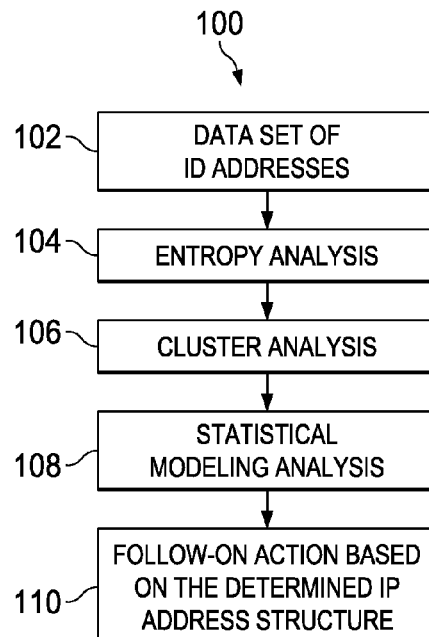 100
102
DATA SET OF
ID ADDRESSES
104
ENTROPY ANALYSIS
106
CLUSTER ANALYSIS
108
STATISTICAL
MODELING ANALYSIS
110
FOLLOW-ON ACTION BASED
ON THE DETERMINED IP
ADDRESS STRUCTURE